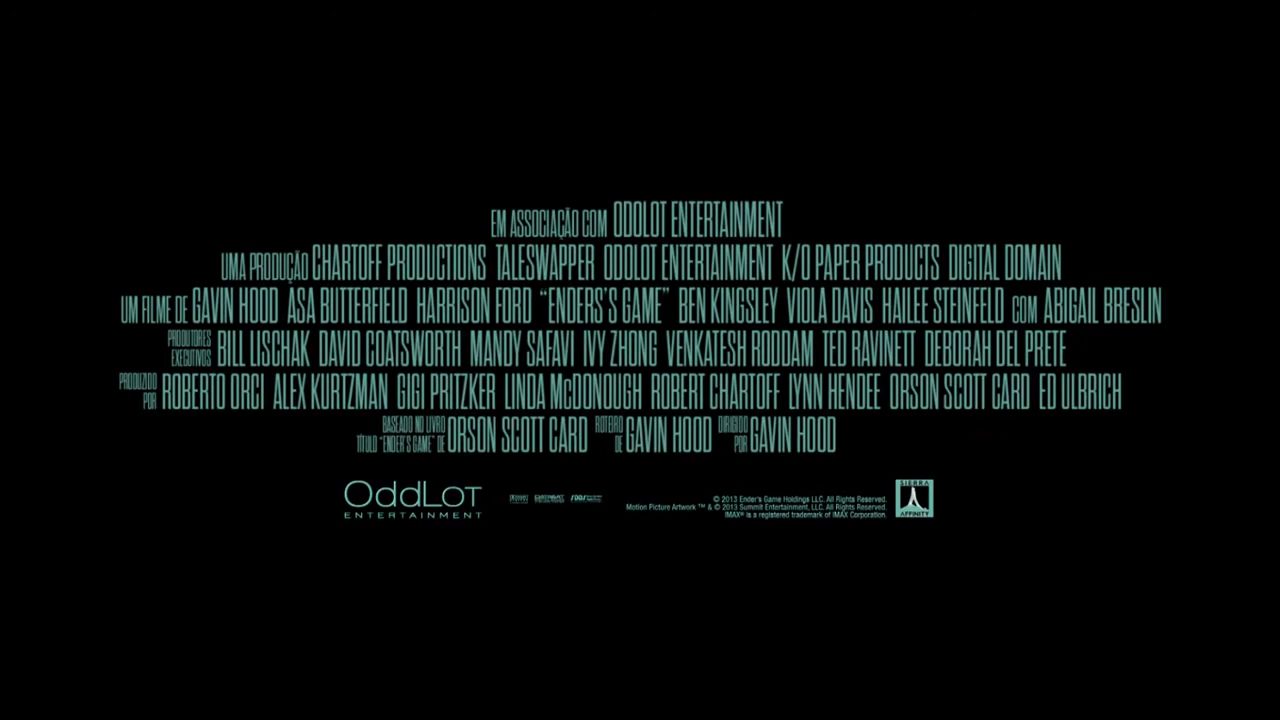 EM ASSOCIAÇÃO COM ODOLOT ENTERTAINMENT
UMA PRODUÇÃO CHARTOFF PRODUCTIONS TALESWAPPER ODOLOT ENTERTAINMENT K/O PAPER PRODUCTS DIGITAL DOMAIN
UM FILME DE GAVIN HOOD ASA BUTTERFIELD HARRISON FORD “ENDERS’S GAME” BEN KINGSLEY VIOLA DAVIS HAILEE STEINFELD COM ABIGAIL BRESLIN
PRODUTORES EXECUTIVOS BILL LISCHAK DAVID COATSWORTH MANDY SAFAVI IVY ZHONG VENKATESH RODDAM TED RAVINETT DEBORAH DEL PRETE
PRODUZIDO POR ROBERTO ORCI ALEX KURTZMAN GIGI PRITZKER LINDA McDONOUGH ROBERT CHARTOFF LYNN HENDEE ORSON SCOTT CARD ED ULBRICH
BASEADO NO LIVRO TÍTULO “ENDER’S GAME” DE ORSON SCOTT CARD ROTEIRO DE GAVIN HOOD DIRIGIDO POR GAVIN HOOD
OddLot
ENTERTAINMENT
© 2013 Ender's Game Holdings LLC. All Rights Reserved.
Motion Picture Artwork ™ & © 2013 Summit Entertainment, LLC. All Rights Reserved.
IMAX® is a registered trademark of IMAX Corporation.
SIERRA
AFFINITY